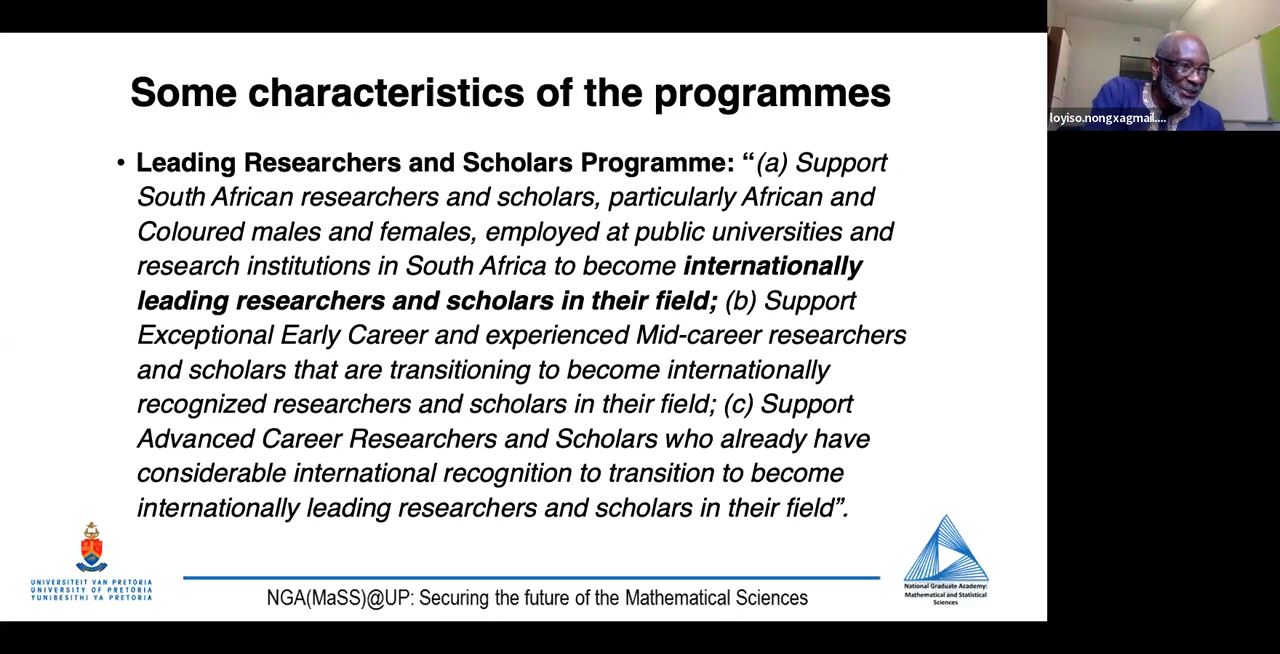 Some characteristics of the programmes
loyiso.nongxagmail....
• Leading Researchers and Scholars Programme: “(a) Support
South African researchers and scholars, particularly African and
Coloured males and females, employed at public universities and
research institutions in South Africa to become internationally
leading researchers and scholars in their field; (b) Support
Exceptional Early Career and experienced Mid-career researchers
and scholars that are transitioning to become internationally
recognized researchers and scholars in their field; (c) Support
Advanced Career Researchers and Scholars who already have
considerable international recognition to transition to become
internationally leading researchers and scholars in their field”.
UNIVERSITEIT VAN PRETORIA
UNIVERSITY OF PRETORIA
YUNIBESITHI YA PRETORIA
NGA(MaSS)@UP: Securing the future of the Mathematical Sciences
National Graduate Academy:
Mathematical and Statistical
Sciences